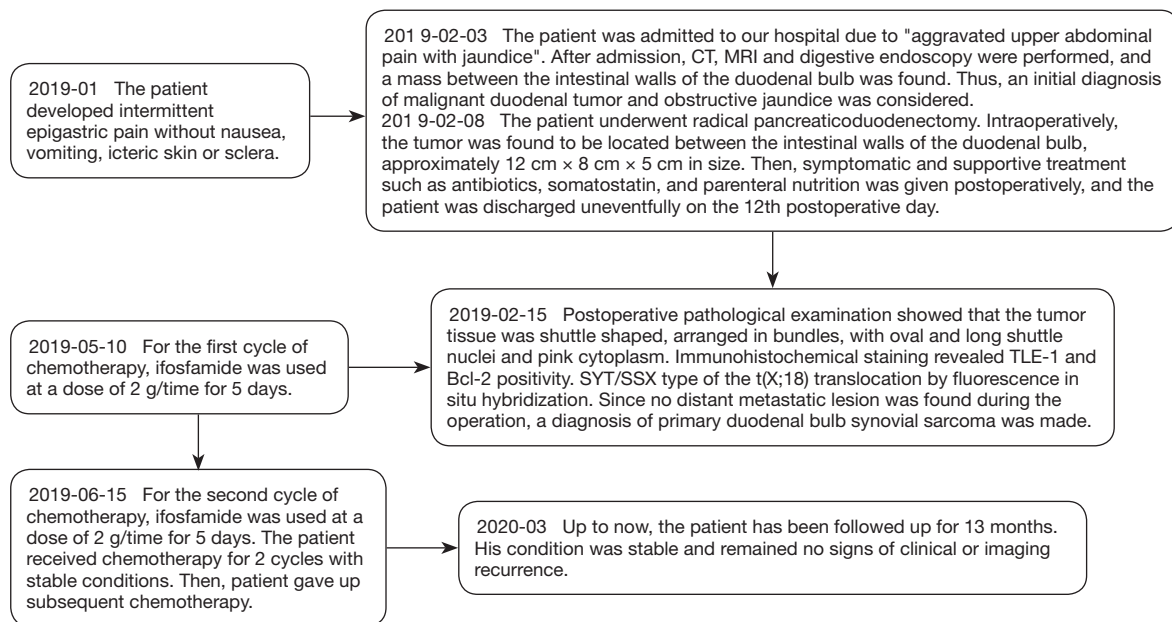 2019-01 The patient
developed intermittent
epigastric pain without nausea,
vomiting, icteric skin or sclera.
201 9-02-03 The patient was admitted to our hospital due to "aggravated upper abdominal
pain with jaundice". After admission, CT, MRI and digestive endoscopy were performed, and
a mass between the intestinal walls of the duodenal bulb was found. Thus, an initial diagnosis
of malignant duodenal tumor and obstructive jaundice was considered.
201 9-02-08 The patient underwent radical pancreaticoduodenectomy. Intraoperatively,
the tumor was found to be located between the intestinal walls of the duodenal bulb,
approximately 12 cm × 8 cm × 5 cm in size. Then, symptomatic and supportive treatment
such as antibiotics, somatostatin, and parenteral nutrition was given postoperatively, and the
patient was discharged uneventfully on the 12th postoperative day.
2019-02-15 Postoperative pathological examination showed that the tumor
tissue was shuttle shaped, arranged in bundles, with oval and long shuttle
nuclei and pink cytoplasm. Immunohistochemical staining revealed TLE-1 and
Bcl-2 positivity. SYT/SSX type of the t(X;18) translocation by fluorescence in
situ hybridization. Since no distant metastatic lesion was found during the
operation, a diagnosis of primary duodenal bulb synovial sarcoma was made.
2019-05-10 For the first cycle of
chemotherapy, ifosfamide was used
at a dose of 2 g/time for 5 days.
2019-06-15 For the second cycle of
chemotherapy, ifosfamide was used at a
dose of 2 g/time for 5 days. The patient
received chemotherapy for 2 cycles with
stable conditions. Then, patient gave up
subsequent chemotherapy.
2020-03 Up to now, the patient has been followed up for 13 months.
His condition was stable and remained no signs of clinical or imaging
recurrence.